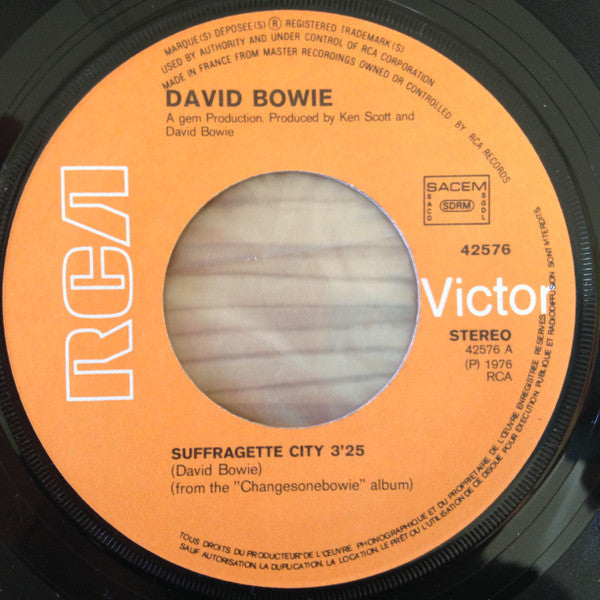 MARQUE(S) DEPOSEE(S) ® REGISTERED TRADEMARK(S)
USED BY AUTHORITY AND UNDER CONTROL OF RCA CORPORATION
MADE IN FRANCE FROM MASTER RECORDINGS OWNED OR CONTROLLED BY RCA RECORDS
DAVID BOWIE
A gem Production. Produced by Ken Scott and
David Bowie
RCA
SACEM
SACD
SDRM
SGDL
42576
Victor
STEREO
42576 A
(P) 1976
RCA
SUFFRAGETTE CITY 3'25
(David Bowie)
(from the "Changesonebowie" album)
TOUS DROITS DU PRODUCTEUR DE L'ŒUVRE PHONOGRAPHIQUE ET DU PROPRIETAIRE DE L'ŒUVRE ENREGISTREE RESERVES
SAUF AUTORISATION, LA DUPLICATION, LA LOCATION, LE PRET OU L'UTILISATION DE CE DISQUE POUR EXECUTION PUBLIQUE ET RADIODIFFUSION SONT INTERDITS